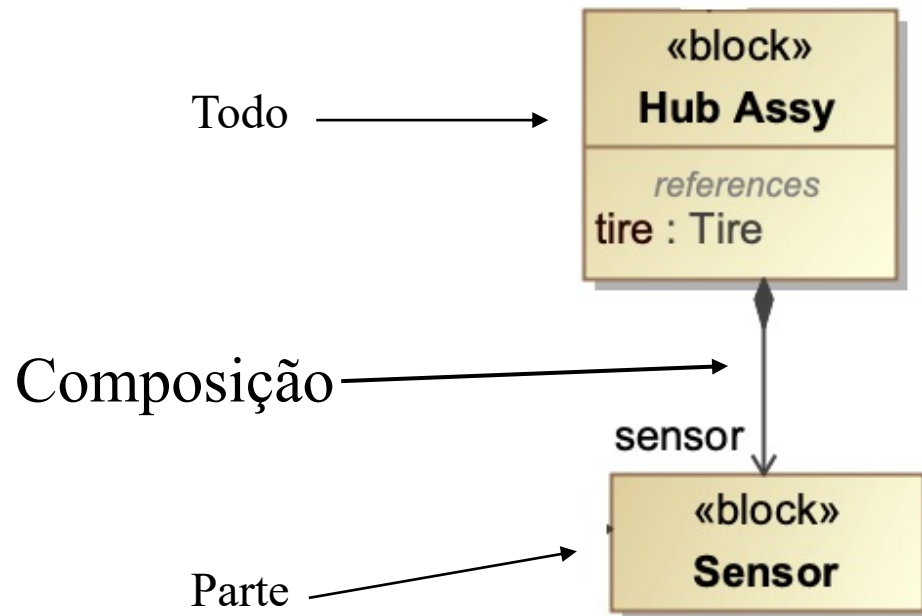 «block»
Hub Assy
Todo
references
tire : Tire
Composição
sensor
«block»
Sensor
Parte